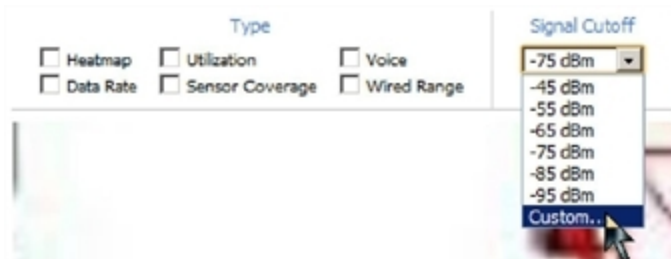 Type
Signal Cutoff
Heatmap Utilization Voice
-75 dBm
Data Rate Sensor Coverage Wired Range
-45 dBm
-55 dBm
-65 dBm
-75 dBm
-85 dBm
-95 dBm
Custom...